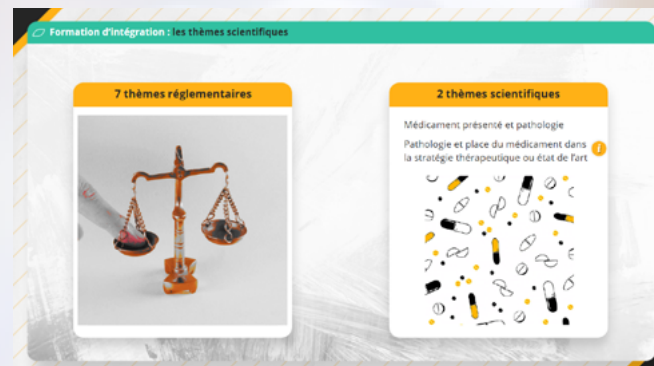 Formation d'intégration : les thèmes scientifiques
7 thèmes réglementaires
2 thèmes scientifiques
Médicament présenté et pathologie
Pathologie et place du médicament dans
la stratégie thérapeutique ou état de l'art
i